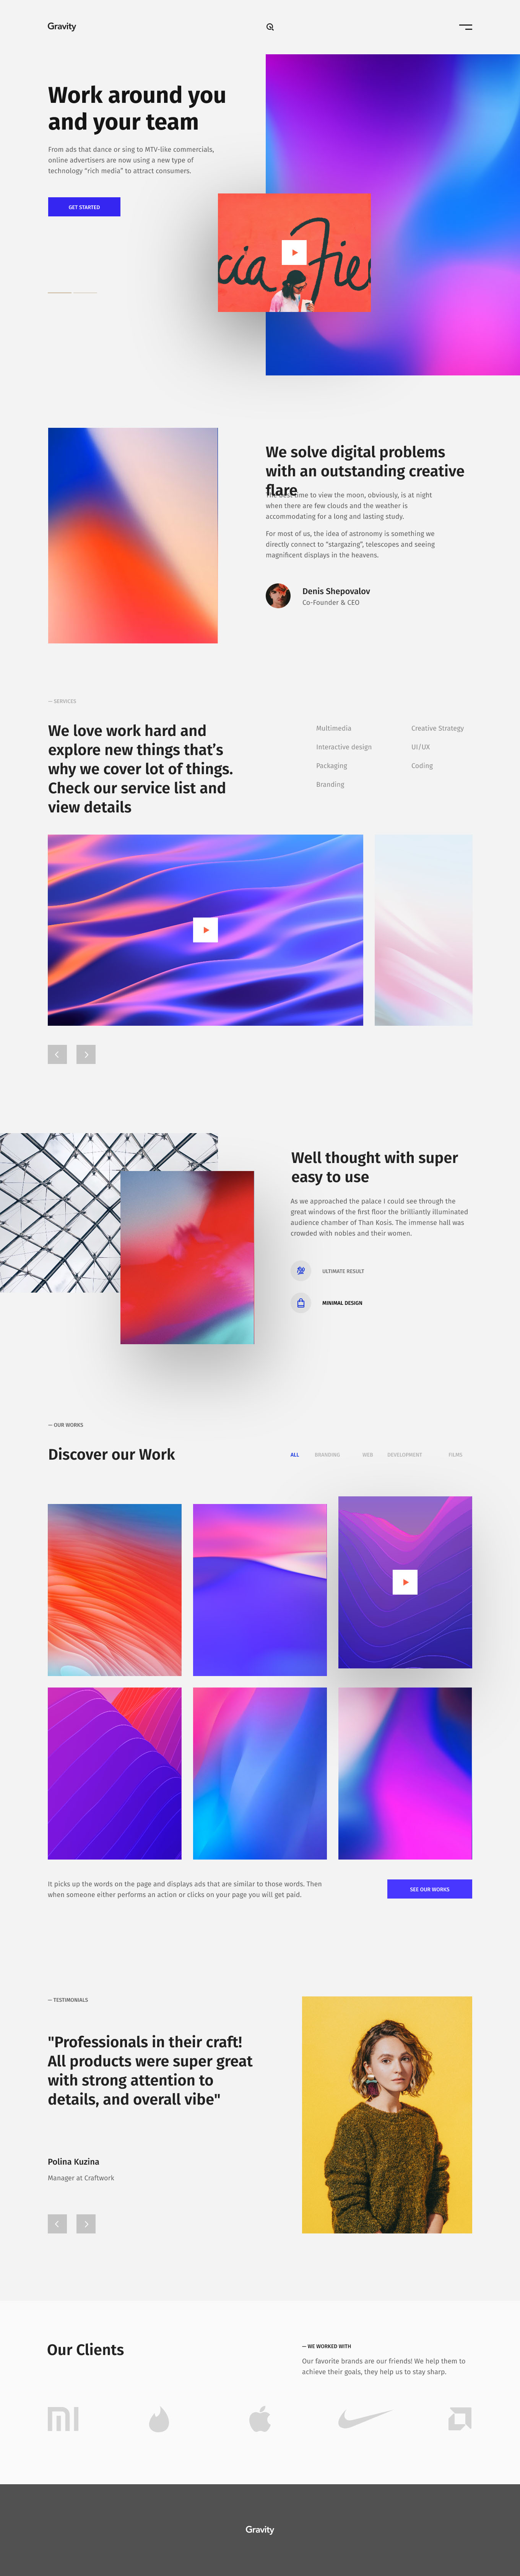 Gravity
Work around you
and your team
From ads that dance or sing to MTV-like commercials,
online advertisers are now using a new type of
technology “rich media” to attract consumers.
GET STARTED
cia Fies
We solve digital problems
with an outstanding creative
flare
time to view the moon, obviously, is at night
when there are few clouds and the weather is
accommodating for a long and lasting study.
For most of us, the idea of astronomy is something we
directly connect to “stargazing”, telescopes and seeing
magnificent displays in the heavens.
Denis Shepovalov
Co-Founder & CEO
— SERVICES
We love work hard and
explore new things that’s
why we cover lot of things.
Check our service list and
view details
Multimedia
Interactive design
Packaging
Branding
Creative Strategy
UI/UX
Coding
Well thought with super
easy to use
As we approached the palace I could see through the
great windows of the first floor the brilliantly illuminated
audience chamber of Than Kosis. The immense hall was
crowded with nobles and their women.
ULTIMATE RESULT
MINIMAL DESIGN
— OUR WORKS
Discover our Work
ALL BRANDING WEB DEVELOPMENT FILMS
It picks up the words on the page and displays ads that are similar to those words. Then
when someone either performs an action or clicks on your page you will get paid.
SEE OUR WORKS
— TESTIMONIALS
"Professionals in their craft!
All products were super great
with strong attention to
details, and overall vibe"
Polina Kuzina
Manager at Craftwork
Our Clients
— WE WORKED WITH
Our favorite brands are our friends! We help them to
achieve their goals, they help us to stay sharp.
Gravity